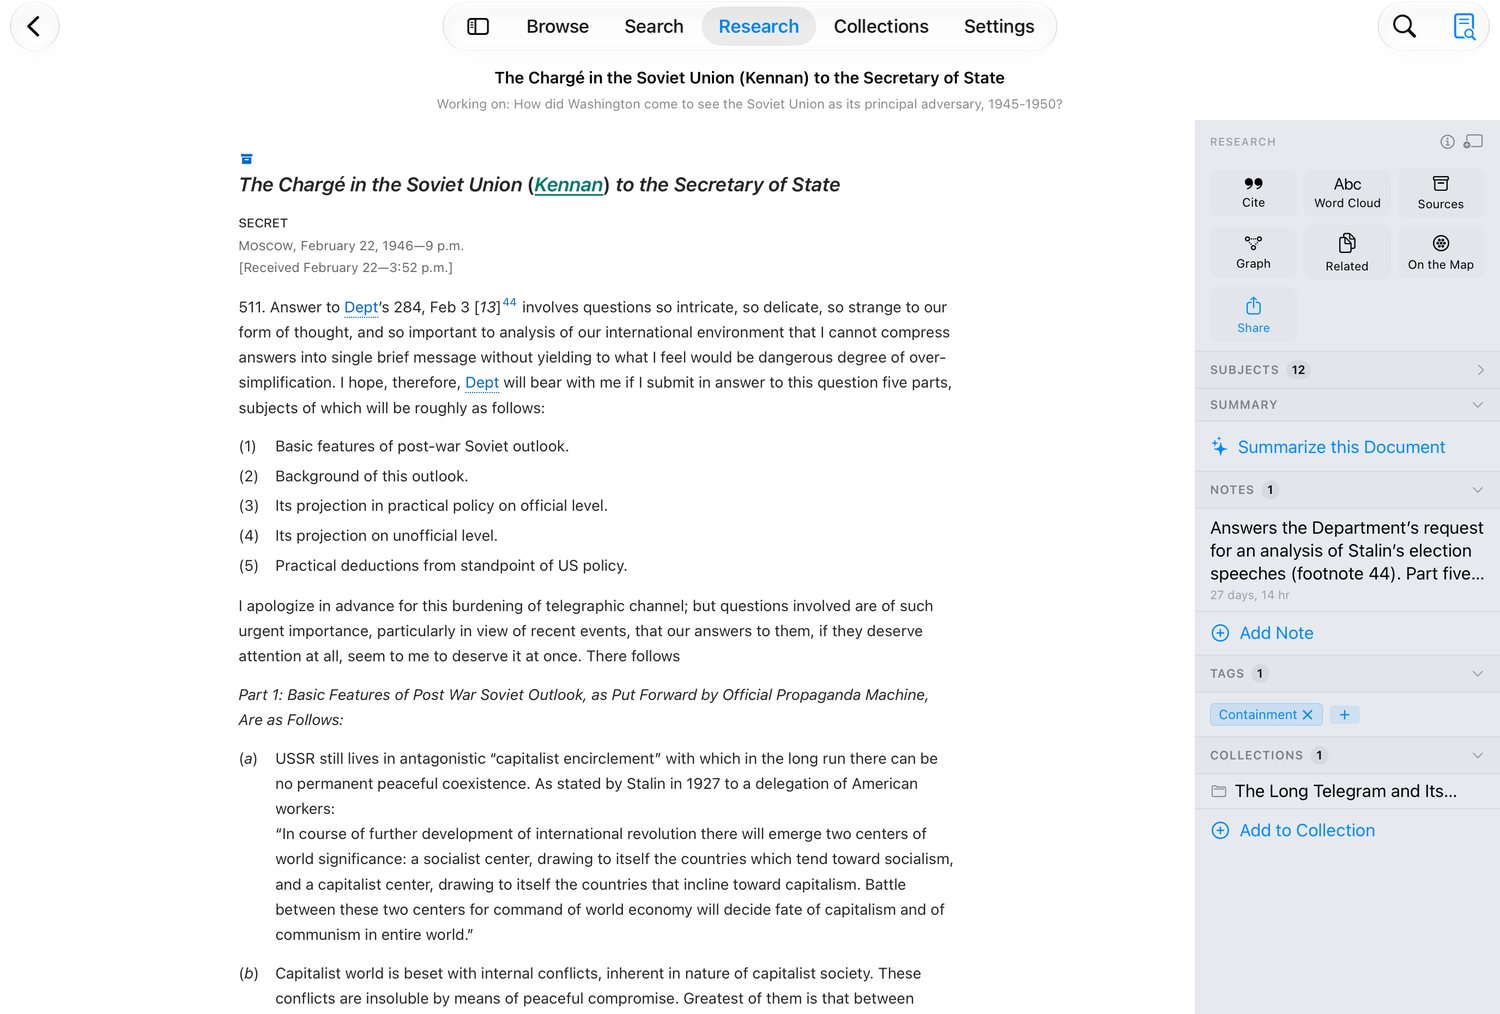 Browse Search Research Collections Settings
The Chargé in the Soviet Union (Kennan) to the Secretary of State
Working on: How did Washington come to see the Soviet Union as its principal adversary, 1945-1950?
The Chargé in the Soviet Union (Kennan) to the Secretary of State
SECRET
Moscow, February 22, 1946—9 p.m.
[Received February 22—3:52 p.m.]
511. Answer to Dept's 284, Feb 3 [13]44 involves questions so intricate, so delicate, so strange to our
form of thought, and so important to analysis of our international environment that I cannot compress
answers into single brief message without yielding to what I feel would be dangerous degree of over-
simplification. I hope, therefore, Dept will bear with me if I submit in answer to this question five parts,
subjects of which will be roughly as follows:
(1) Basic features of post-war Soviet outlook.
(2) Background of this outlook.
(3) Its projection in practical policy on official level.
(4) Its projection on unofficial level.
(5) Practical deductions from standpoint of US policy.
I apologize in advance for this burdening of telegraphic channel; but questions involved are of such
urgent importance, particularly in view of recent events, that our answers to them, if they deserve
attention at all, seem to me to deserve it at once. There follows
Part 1: Basic Features of Post War Soviet Outlook, as Put Forward by Official Propaganda Machine,
Are as Follows:
(a) USSR still lives in antagonistic “capitalist encirclement” with which in the long run there can be
no permanent peaceful coexistence. As stated by Stalin in 1927 to a delegation of American
workers:
“In course of further development of international revolution there will emerge two centers of
world significance: a socialist center, drawing to itself the countries which tend toward socialism,
and a capitalist center, drawing to itself the countries that incline toward capitalism. Battle
between these two centers for command of world economy will decide fate of capitalism and of
communism in entire world.”
(b) Capitalist world is beset with internal conflicts, inherent in nature of capitalist society. These
conflicts are insoluble by means of peaceful compromise. Greatest of them is that between
RESEARCH
Cite
Abc
Word Cloud
Sources
Graph
Related
On the Map
Share
SUBJECTS 12
SUMMARY
Summarize this Document
NOTES 1
Answers the Department's request
for an analysis of Stalin's election
speeches (footnote 44). Part five...
27 days, 14 hr
Add Note
TAGS 1
Containment
COLLECTIONS 1
The Long Telegram and Its...
Add to Collection